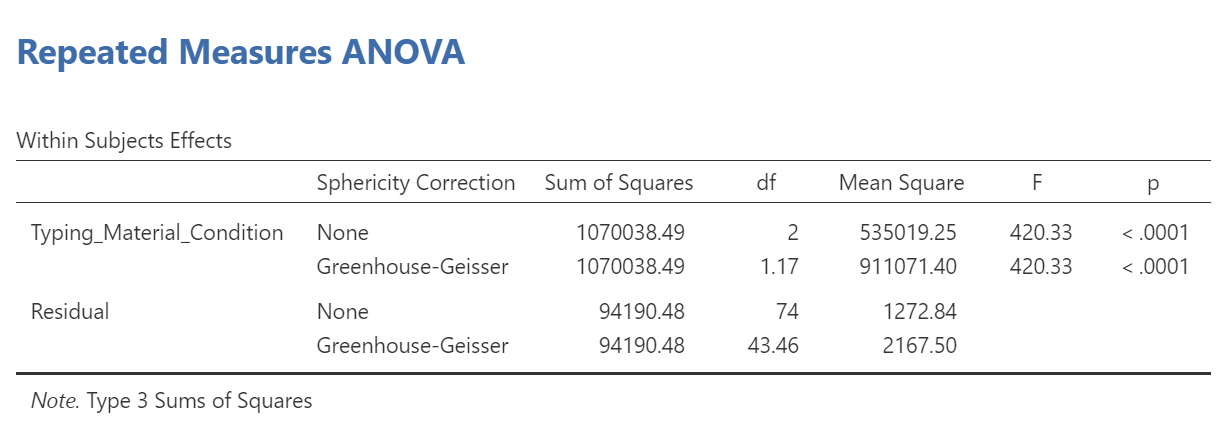 Repeated Measures ANOVA
Within Subjects Effects
Sphericity Correction Sum of Squares df Mean Square F p
Typing_Material_Condition None 1070038.49 2 535019.25 420.33 < .0001
Greenhouse-Geisser 1070038.49 1.17 911071.40 420.33 < .0001
Residual None 94190.48 74 1272.84
Greenhouse-Geisser 94190.48 43.46 2167.50
Note. Type 3 Sums of Squares